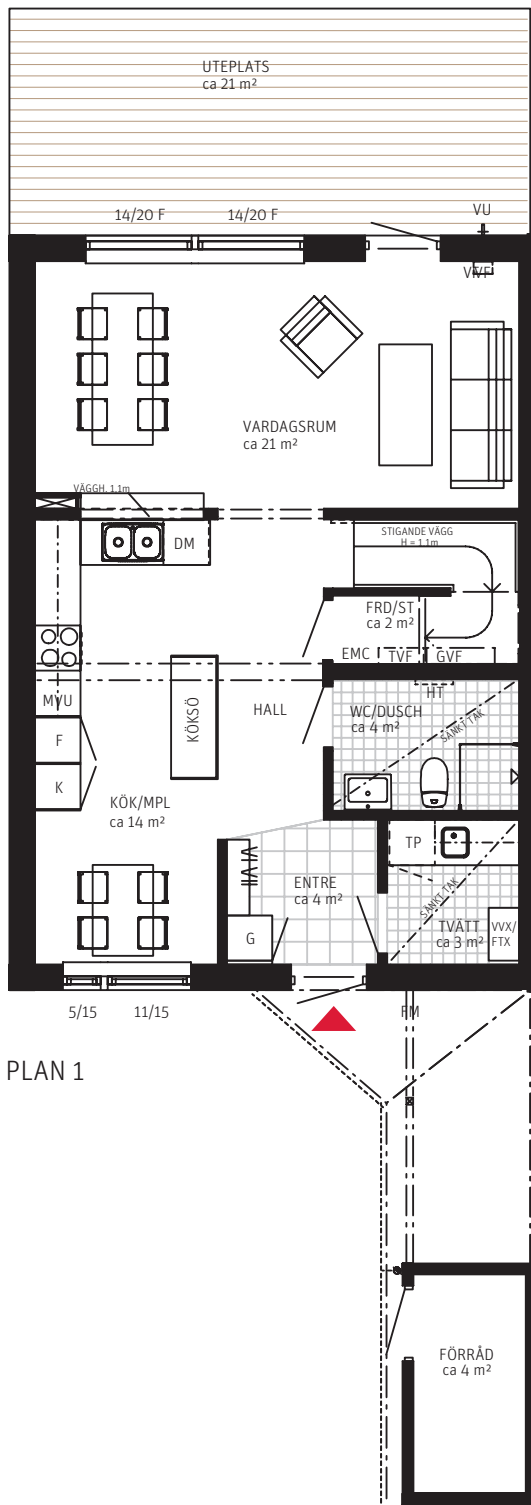 UTEPLATS
ca 21 m²
14/20 F
14/20 F
VU
VIVF
VARDAGSRUM
ca 21 m²
VÄGGH. 1.1m
DM
STIGANDE VÄGG
H = 1.1m
FRD/ST
ca 2 m²
EMC
TVF
GVF
MVU
F
K
KÖKSÖ
HALL
HT
WC/DUSCH
ca 4 m²
SÄNKT TAK
KÖK/MPL
ca 14 m²
ENTRE
ca 4 m²
G
TP
SÄNKT TAK
TVÄTT
ca 3 m²
VVX/
FTX
5/15
11/15
FM
PLAN 1
FÖRRÅD
ca 4 m²